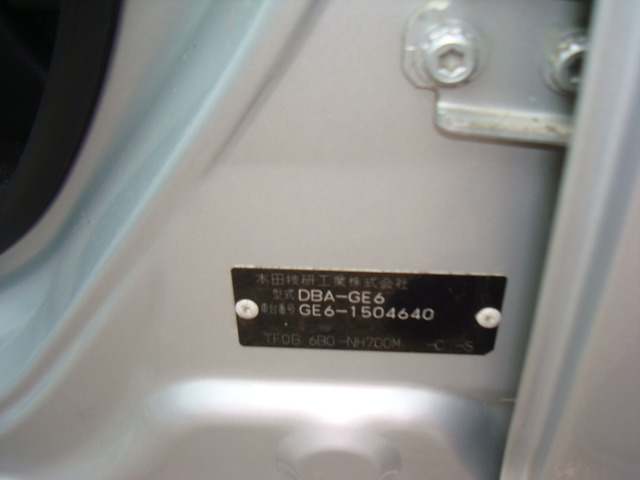 本田技研工業株式会社
型式 DBA-GE6
車台番号 GE6-1504640
TF0B 6B0-NH700M -C -S